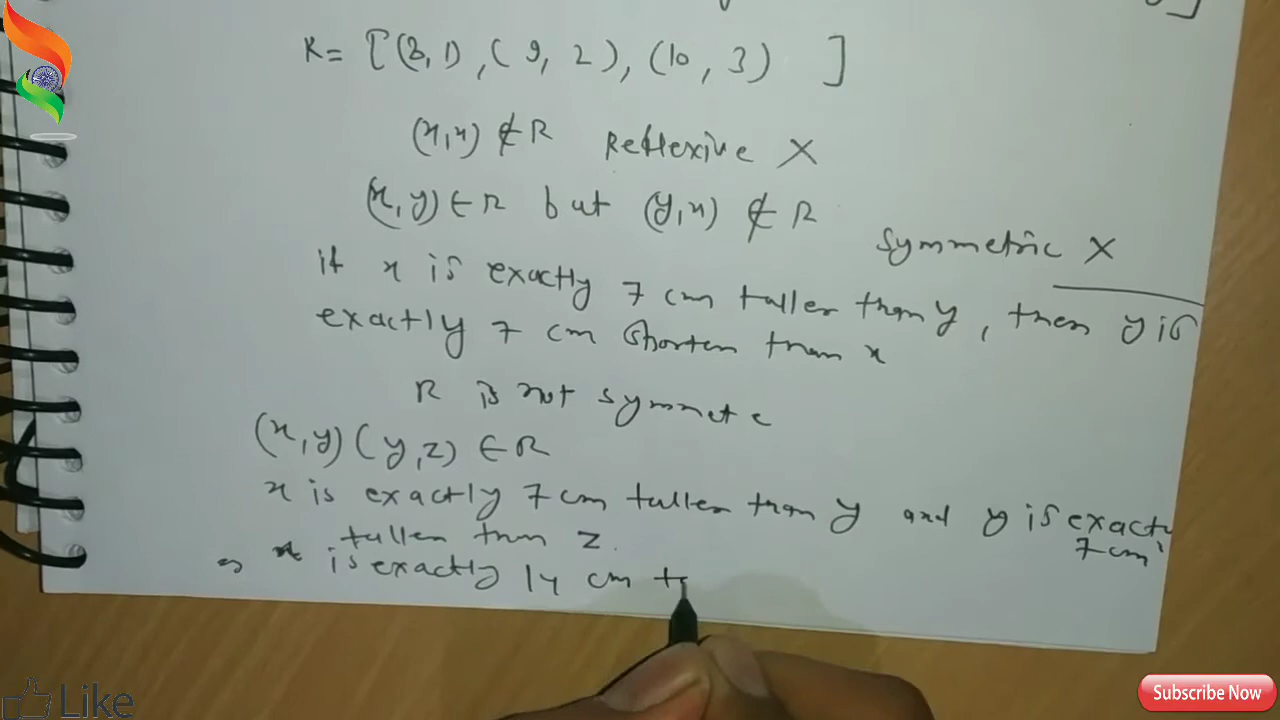 R= [(8,1),(9,2),(10,3) ]
(x,x) ∉ R Reflexive X
(x,y) ∈ R but (y,x) ∉ R
Symmetric X
if x is exactly 7 cm taller than y, then y is
exactly 7 cm shorter than x
R is not symmetc
(x,y) (y,z) ∈ R
x is exactly 7 cm taller than y and y is exactly
7 cm
taller than z.
⇒ x is exactly 14 cm t
Like
Subscribe Now